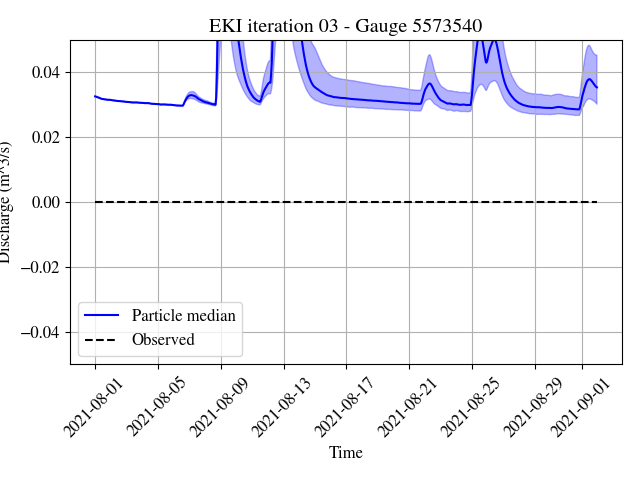 EKI iteration 03 - Gauge 5573540
0.04
0.02
0.00
−0.02
−0.04
Discharge (m^3/s)
Particle median
Observed
2021-08-01
2021-08-05
2021-08-09
2021-08-13
2021-08-17
2021-08-21
2021-08-25
2021-08-29
2021-09-01
Time